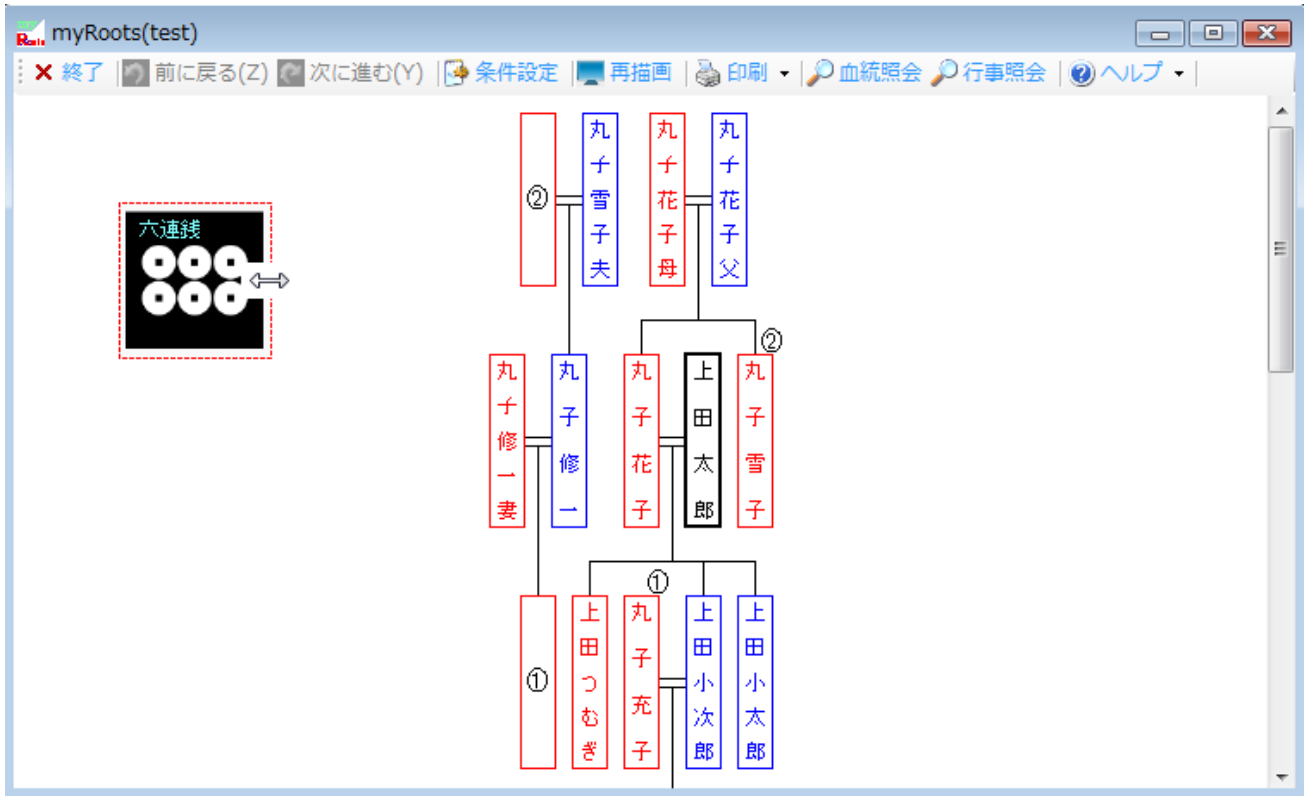 myRoots(test)
終了 前に戻る(Z) 次に進む(Y) 条件設定 再描画 印刷 血統照会 行事照会 ヘルプ
六連銭
②
丸子雪子夫
丸子花子母
丸子花子父
②
丸子修一妻
丸子修一
丸子花子
上田太郎
丸子雪子
①
①
上田つむぎ
丸子充子
上田小次郎
上田小太郎